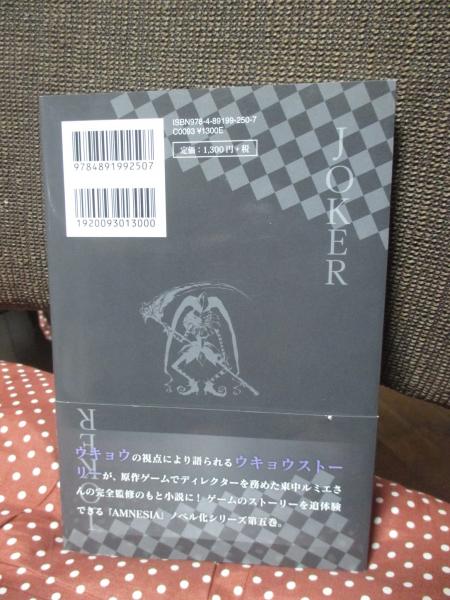 ISBN978-4-89199-250-7
C0093 ¥1300E
定価：1,300円+税
9784891992507
1920093013000
JOKER
JOKER
ウキョウの視点により語られるウキョウストー
リーが、原作ゲームでディレクターを務めた東中ルミエさ
んの完全監修のもと小説に！ゲームのストーリーを追体験
できる「AMNESIA」ノベル化シリーズ第五巻。